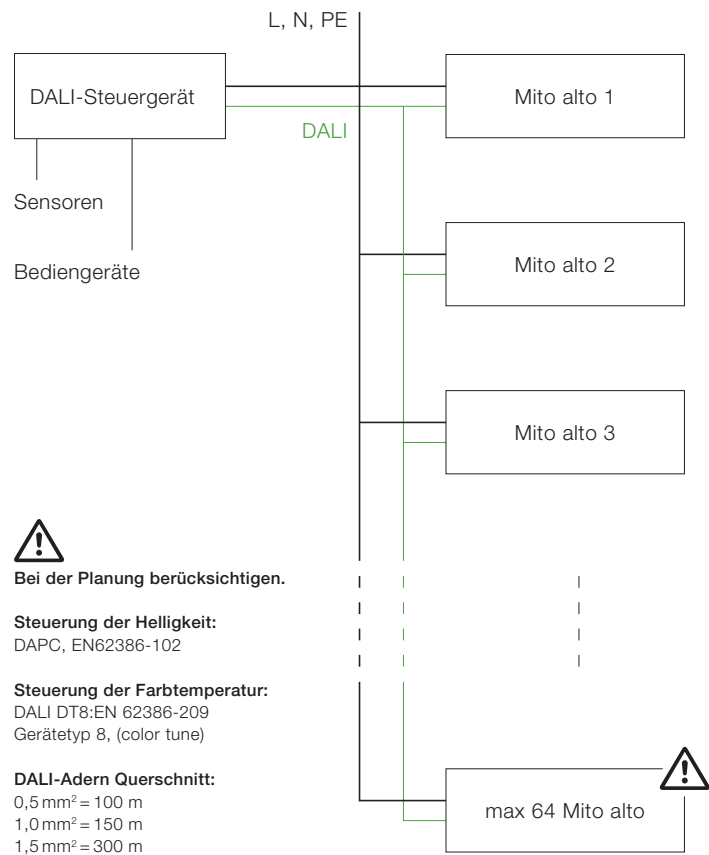 L, N, PE
DALI-Steuergerät
DALI
Sensoren
Bediengeräte
Mito alto 1
Mito alto 2
Mito alto 3
max 64 Mito alto
Bei der Planung berücksichtigen.
Steuerung der Helligkeit:
DAPC, EN62386-102
Steuerung der Farbtemperatur:
DALI DT8:EN 62386-209
Gerätetyp 8, (color tune)
DALI-Adern Querschnitt:
0,5 mm² = 100 m
1,0 mm² = 150 m
1,5 mm² = 300 m